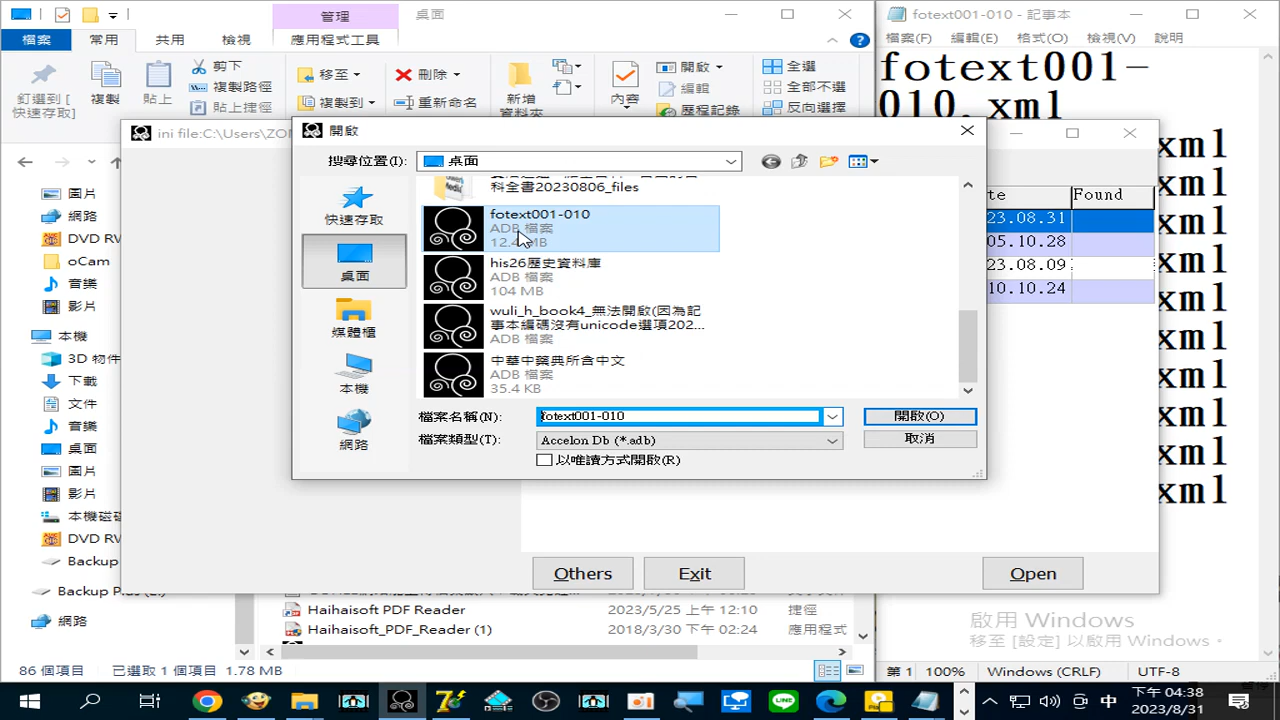 管理
桌面
檔案
常用
共用
檢視
應用程式工具
釘選到 [
快速存取]
複製
貼上
剪下
複製路徑
貼上捷徑
移至
複製到
刪除
重新命名
新增
資料夾
內容
開啟
編輯
歷程記錄
全選
全部不選
反向選擇
fotext001-010 - 記事本
檔案(F)
編輯(E)
格式(O)
檢視(V)
說明
fotext001-
010.xml
xml
xml
xml
xml
xml
xml
xml
xml
xml
xml
ini file:C:\Users\ZON
te
Found
23.08.31
05.10.28
23.08.09
10.10.24
開啟
搜尋位置(I):
桌面
快速存取
桌面
媒體櫃
本機
網路
科全書20230806_files
fotext001-010
ADB 檔案
12.4 MB
his26歷史資料庫
ADB 檔案
104 MB
wuli_h_book4_無法開啟(因為記
事本編碼沒有unicode選項202...
ADB 檔案
中華中藥典所含中文
ADB 檔案
35.4 KB
檔案名稱(N):
fotext001-010
開啟(O)
檔案類型(T):
Accelon Db (*.adb)
取消
以唯讀方式開啟(R)
Others
Exit
Open
圖片
網路
DVD RV
oCam
音樂
影片
本機
3D 物件
下載
文件
音樂
桌面
圖片
影片
本機磁碟
DVD RV
Backup
Backup Plus
網路
Haihaisoft PDF Reader
2023/5/25 上午 12:10
捷徑
Haihaisoft_PDF_Reader (1)
2018/3/30 下午 02:24
應用程式
86 個項目
已選取 1 個項目 1.78 MB
啟用 Windows
移至 [設定] 以啟用 Windows。
第 1
100%
Windows (CRLF)
UTF-8
中
下午 04:38
2023/8/31